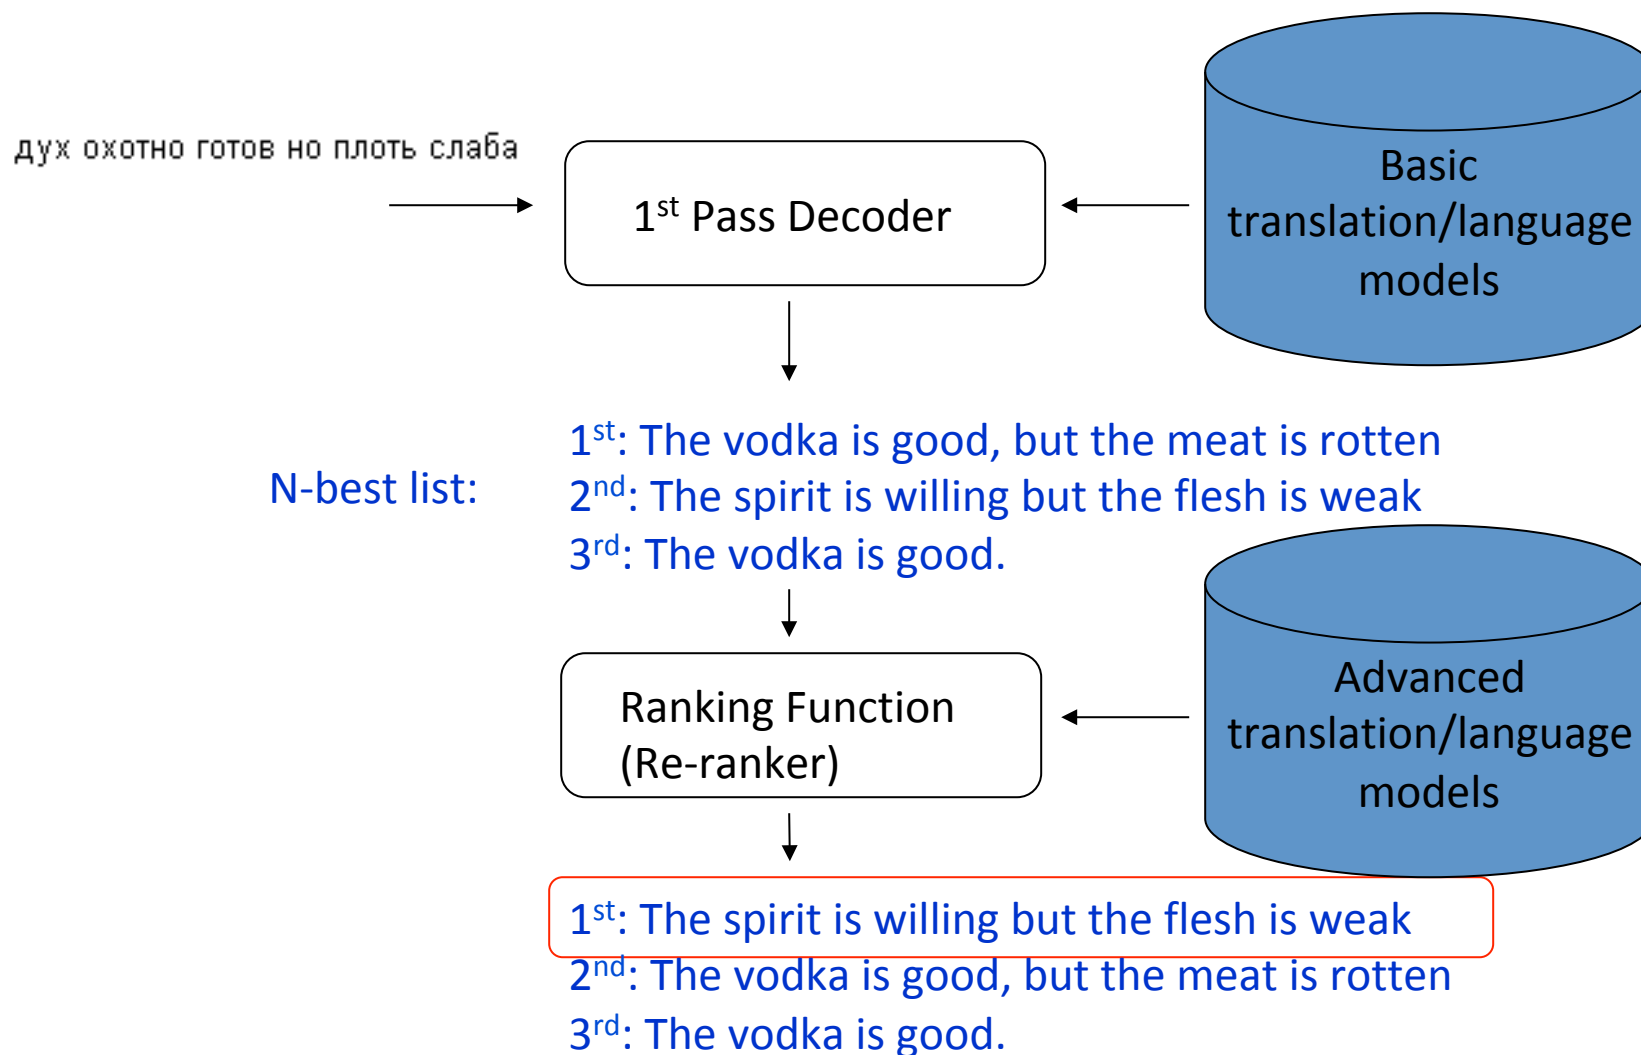 дух охотно готов но плоть слаба
1st Pass Decoder
Basic
translation/language
models
N-best list:
1st: The vodka is good, but the meat is rotten
2nd: The spirit is willing but the flesh is weak
3rd: The vodka is good.
Ranking Function
(Re-ranker)
Advanced
translation/language
models
1st: The spirit is willing but the flesh is weak
2nd: The vodka is good, but the meat is rotten
3rd: The vodka is good.